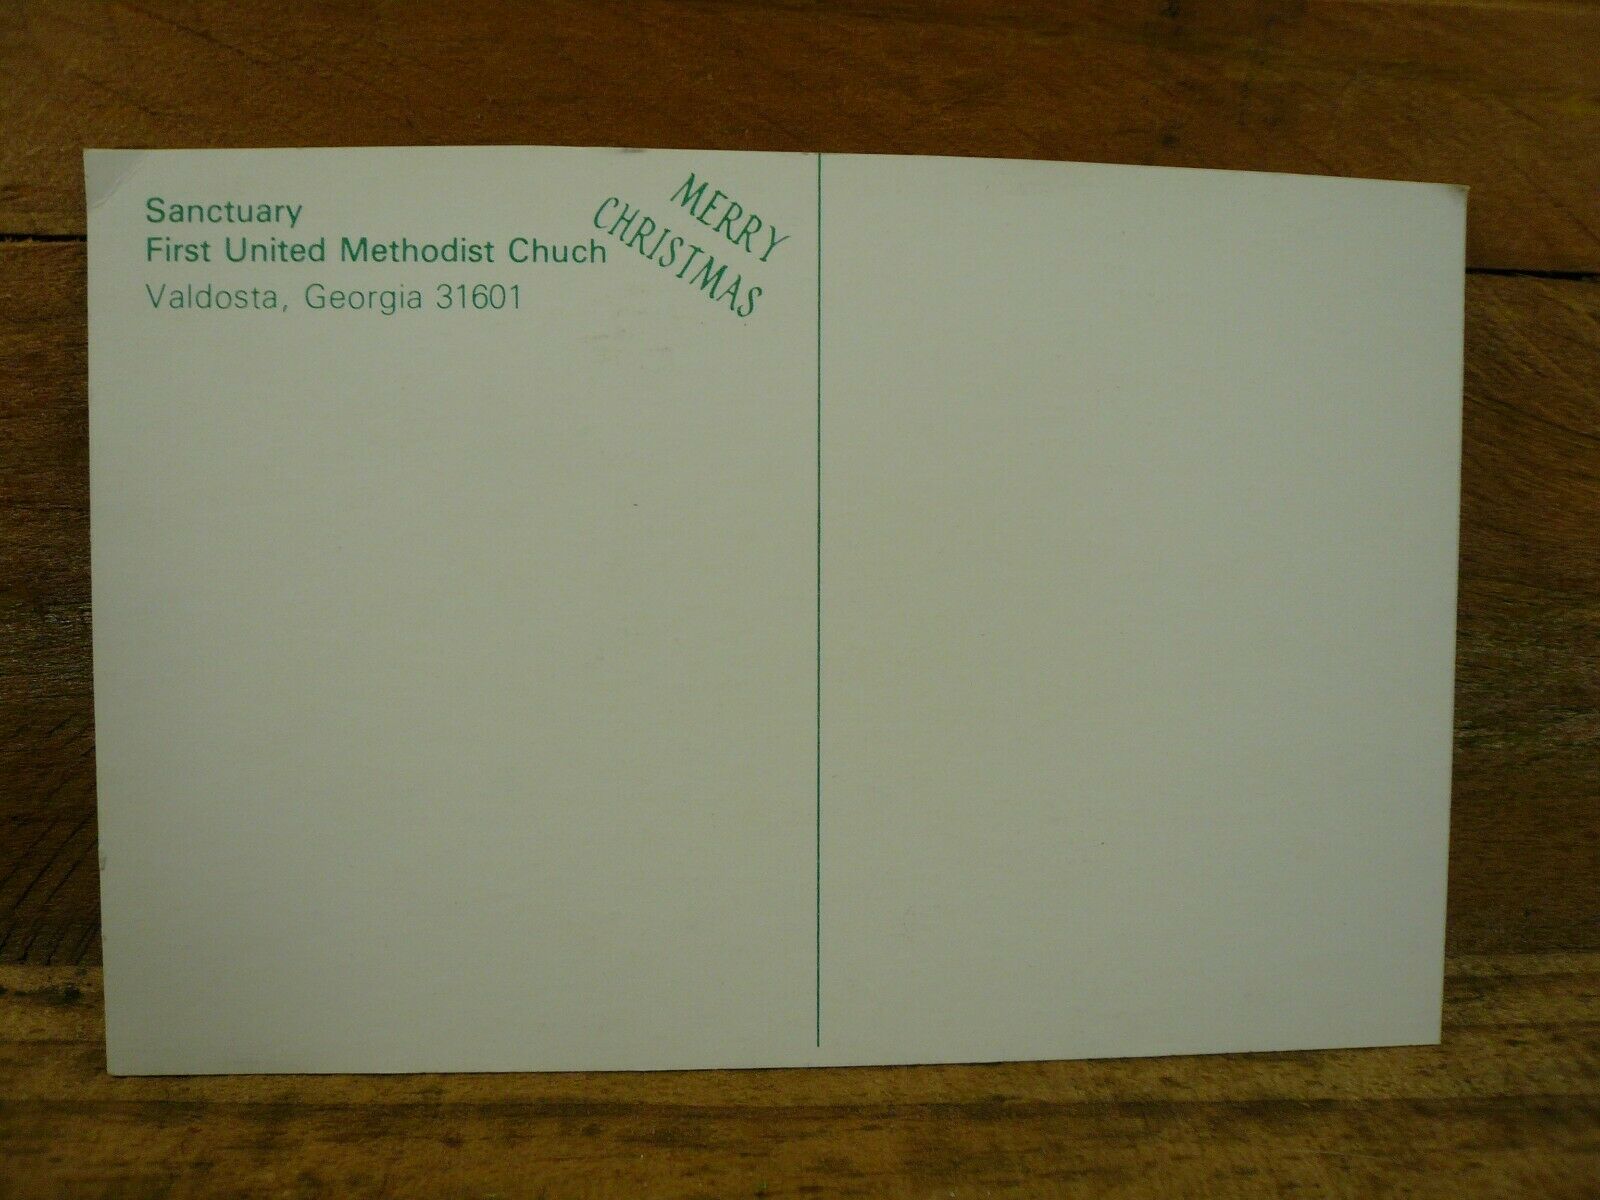 Sanctuary
First United Methodist Chuch
Valdosta, Georgia 31601
MERRY
CHRISTMAS